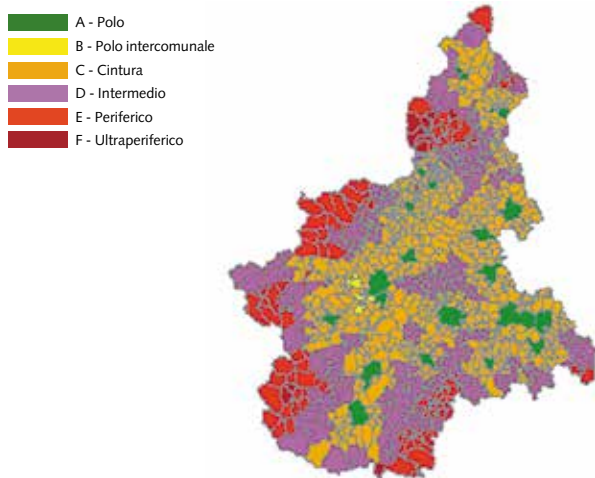 A - Polo
B - Polo intercomunale
C - Cintura
D - Intermedio
E - Periferico
F - Ultraperiferico